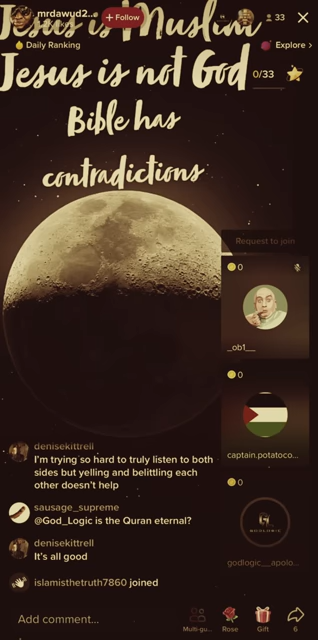 Jesus is Muslim
mrdawud2...
+ Follow
33
Daily Ranking
Explore >
Jesus is not God
0/33
Bible has
contradictions
Request to join
0
_ob1__
0
captain.potatoco...
0
godlogic__apolo...
denisekittrell
I'm trying so hard to truly listen to both
sides but yelling and belittling each
other doesn't help
sausage_supreme
@God_Logic is the Quran eternal?
denisekittrell
It's all good
islamisthetruth7860 joined
Add comment...
Multi-gu...
Rose
Gift
6